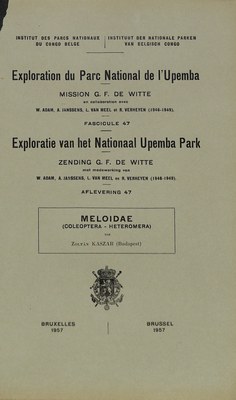 INSTITUT DES PARCS NATIONAUX
DU CONGO BELGE
INSTITUUT DER NATIONALE PARKEN
VAN BELGISCH CONGO
Exploration du Parc National de l'Upemba
MISSION G. F. DE WITTE
en collaboration avec
W. ADAM, A. JANSSENS, L. VAN MEEL et R. VERHEYEN (1946-1949).
FASCICULE 47
Exploratie van het Nationaal Upemba Park
ZENDING G. F. DE WITTE
met medewerking van
W. ADAM, A. JANSSENS, L. VAN MEEL en R. VERHEYEN (1946-1949).
AFLEVERING 47
MELOIDAE
(COLEOPTERA - HETEROMERA)
PAR
ZOLTAN KASZAB (Budapest)
BRUXELLES
1957
BRUSSEL
1957